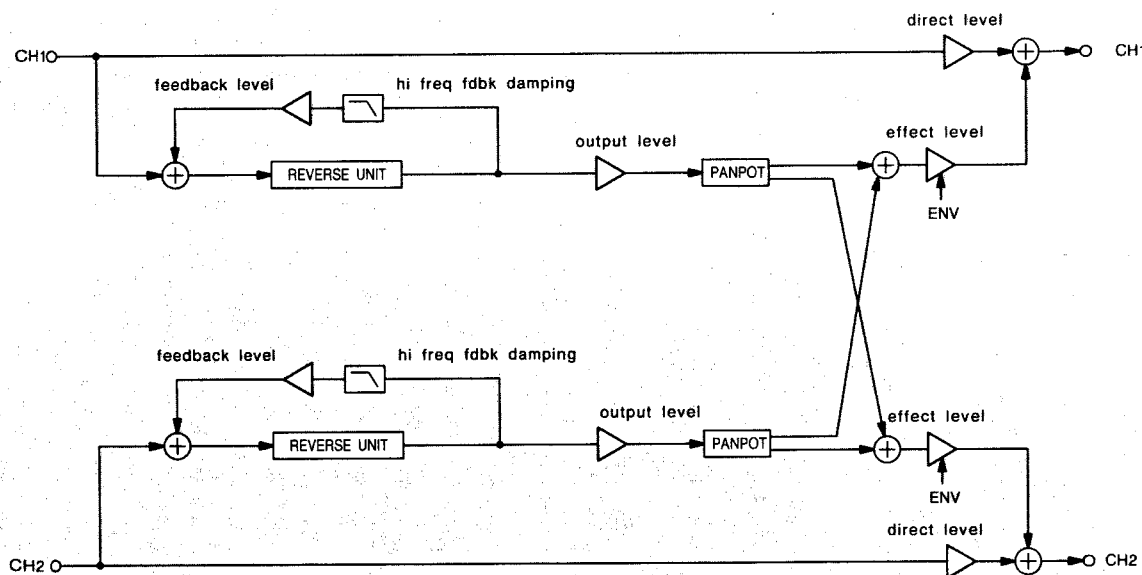 direct level
CH1
CH1
feedback level
hi freq fdbk damping
output level
effect level
REVERSE UNIT
PANPOT
ENV
feedback level
hi freq fdbk damping
output level
effect level
REVERSE UNIT
PANPOT
ENV
direct level
CH2
CH2